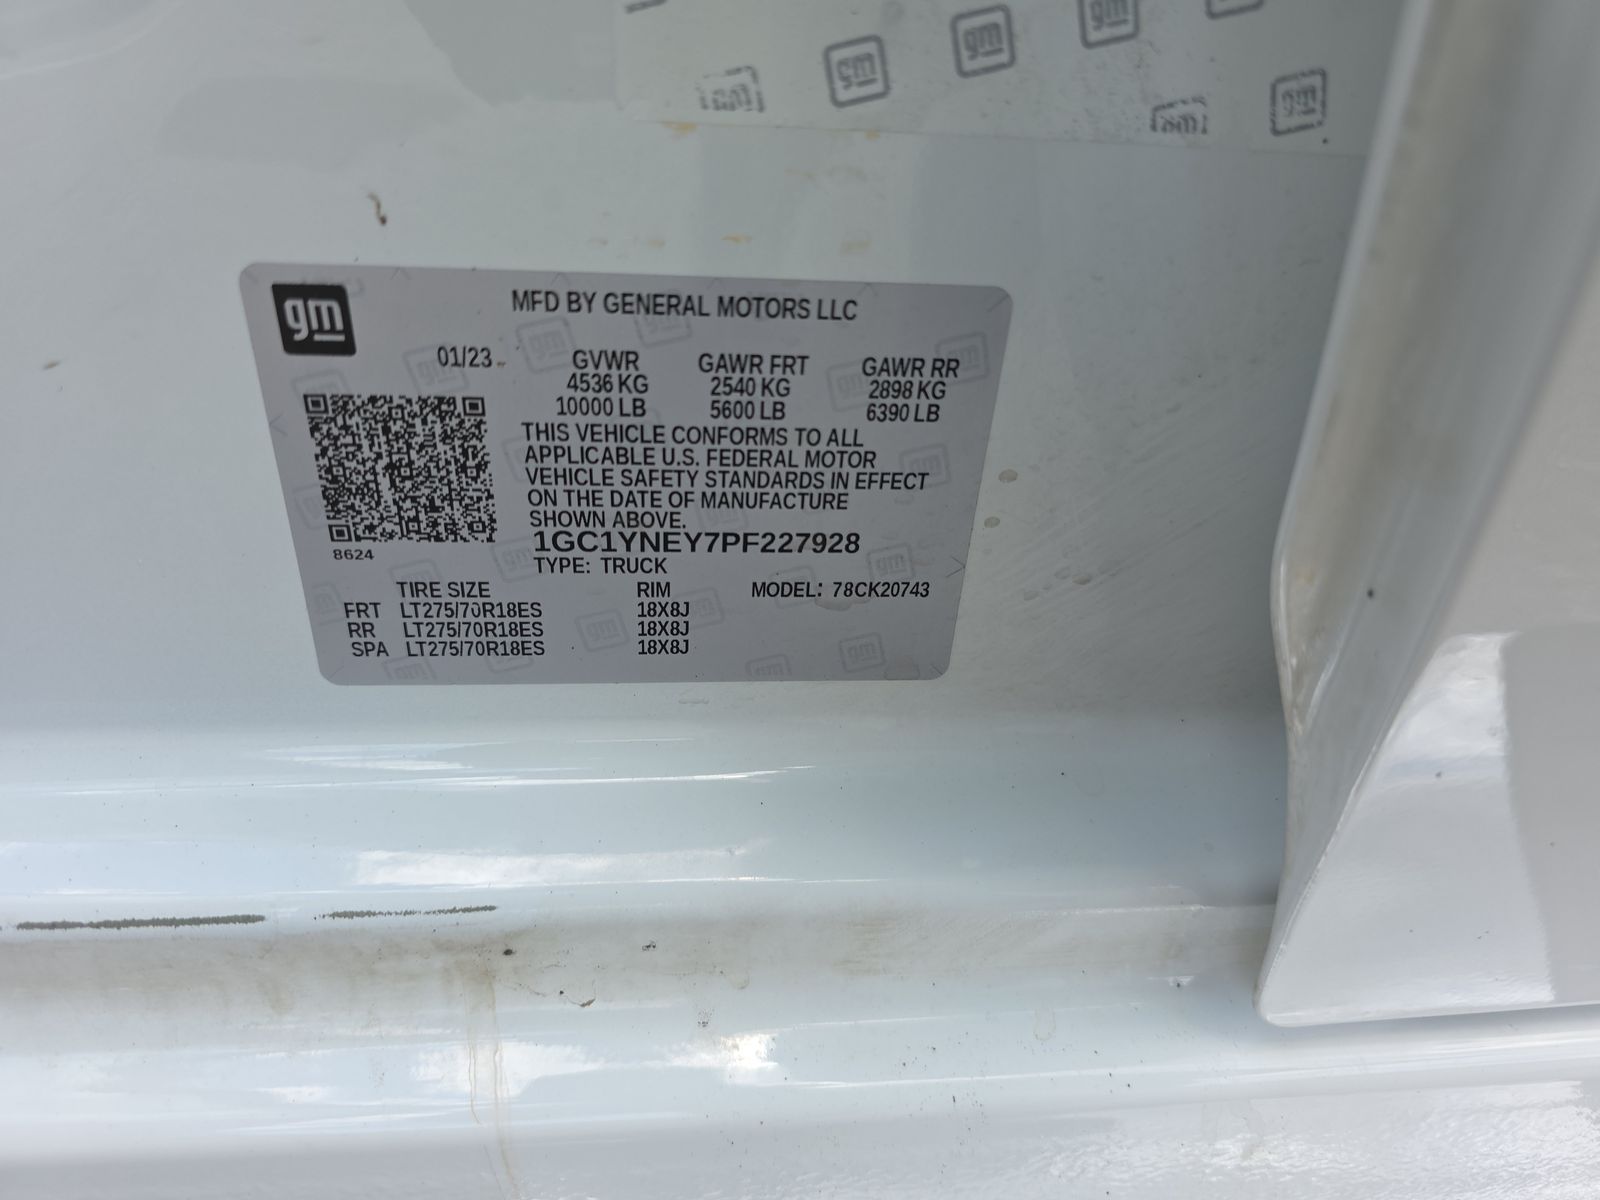 gm
MFD BY GENERAL MOTORS LLC
01/23 GVWR GAWR FRT GAWR RR
4536 KG 2540 KG 2898 KG
10000 LB 5600 LB 6390 LB
THIS VEHICLE CONFORMS TO ALL
APPLICABLE U.S. FEDERAL MOTOR
VEHICLE SAFETY STANDARDS IN EFFECT
ON THE DATE OF MANUFACTURE
SHOWN ABOVE.
8624
1GC1YNEY7PF227928
TYPE: TRUCK
TIRE SIZE RIM MODEL: 78CK20743
FRT LT275/70R18ES 18X8J
RR LT275/70R18ES 18X8J
SPA LT275/70R18ES 18X8J